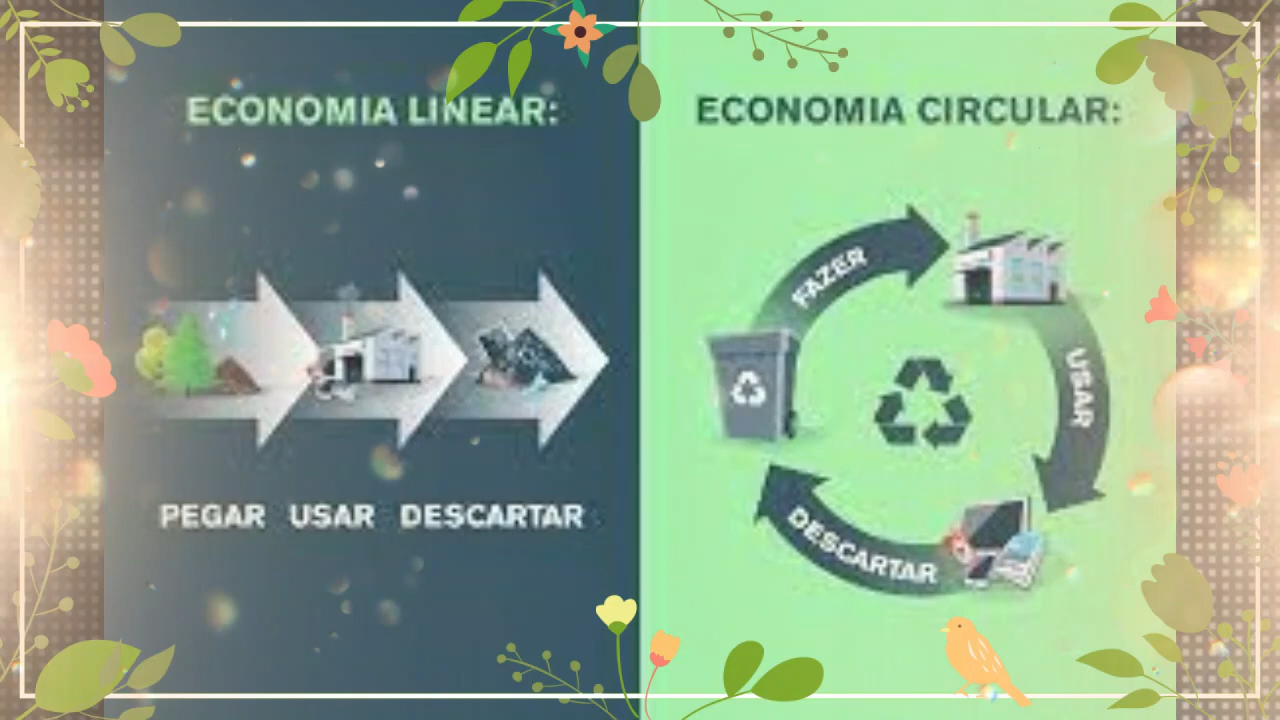 ECONOMIA LINEAR:
PEGAR USAR DESCARTAR
ECONOMIA CIRCULAR:
FAZER
USAR
DESCARTAR